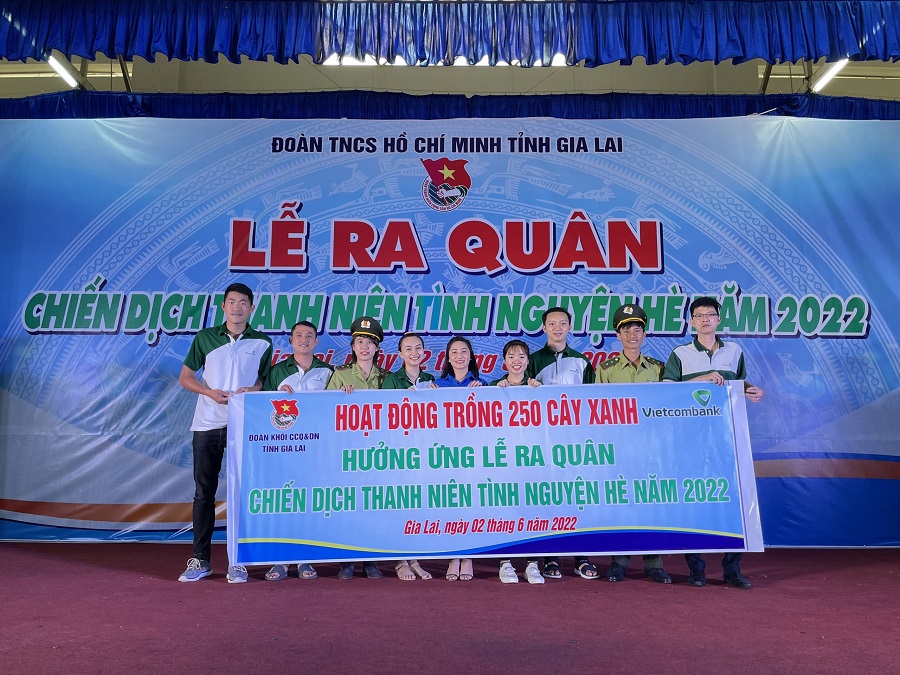 ĐOÀN TNCS HỒ CHÍ MINH TỈNH GIA LAI
LỄ RA QUÂN
CHIẾN DỊCH THANH NIÊN TÌNH NGUYỆN HÈ NĂM 2022
HOẠT ĐỘNG TRỒNG 250 CÂY XANH
Vietcombank
ĐOÀN KHỐI CCQ&DN
TỈNH GIA LAI
HƯỞNG ỨNG LỄ RA QUÂN
CHIẾN DỊCH THANH NIÊN TÌNH NGUYỆN HÈ NĂM 2022
Gia Lai, ngày 02 tháng 6 năm 2022